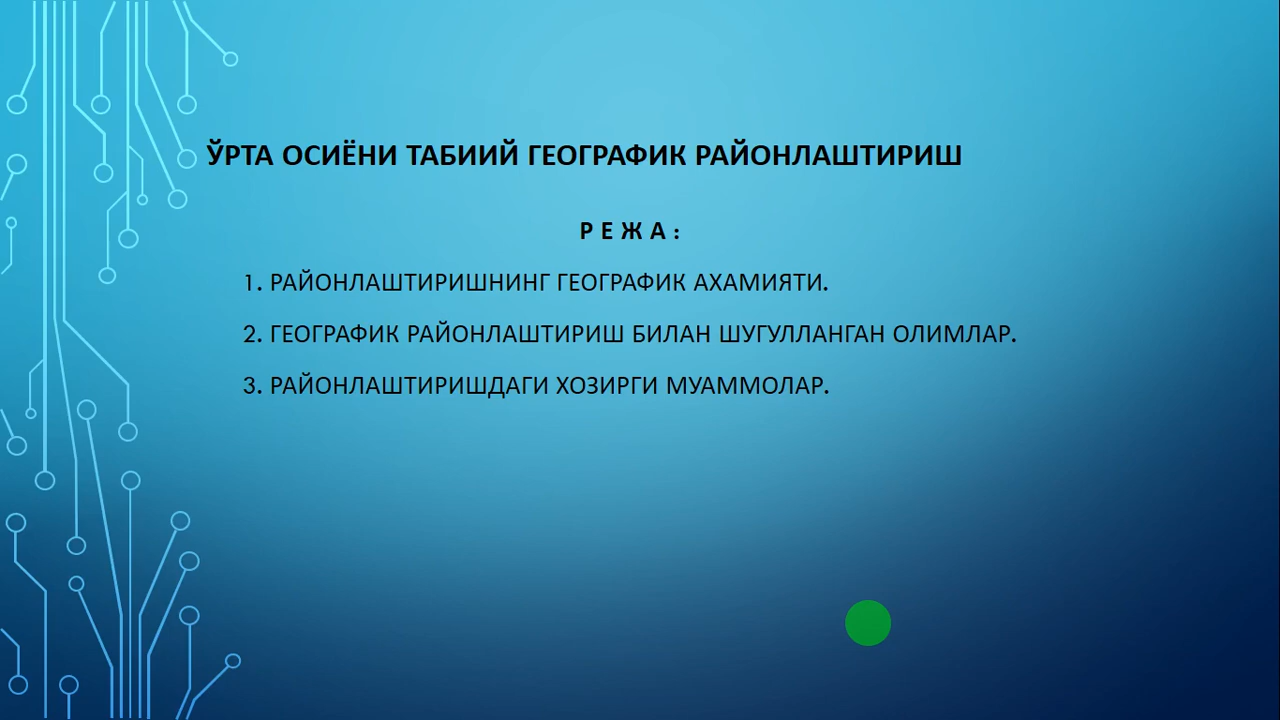 ЎРТА ОСИЁНИ ТАБИИЙ ГЕОГРАФИК РАЙОНЛАШТИРИШ
Р Е Ж А :
1. РАЙОНЛАШТИРИШНИНГ ГЕОГРАФИК АХАМИЯТИ.
2. ГЕОГРАФИК РАЙОНЛАШТИРИШ БИЛАН ШУГУЛЛАНГАН ОЛИМЛАР.
3. РАЙОНЛАШТИРИШДАГИ ХОЗИРГИ МУАММОЛАР.